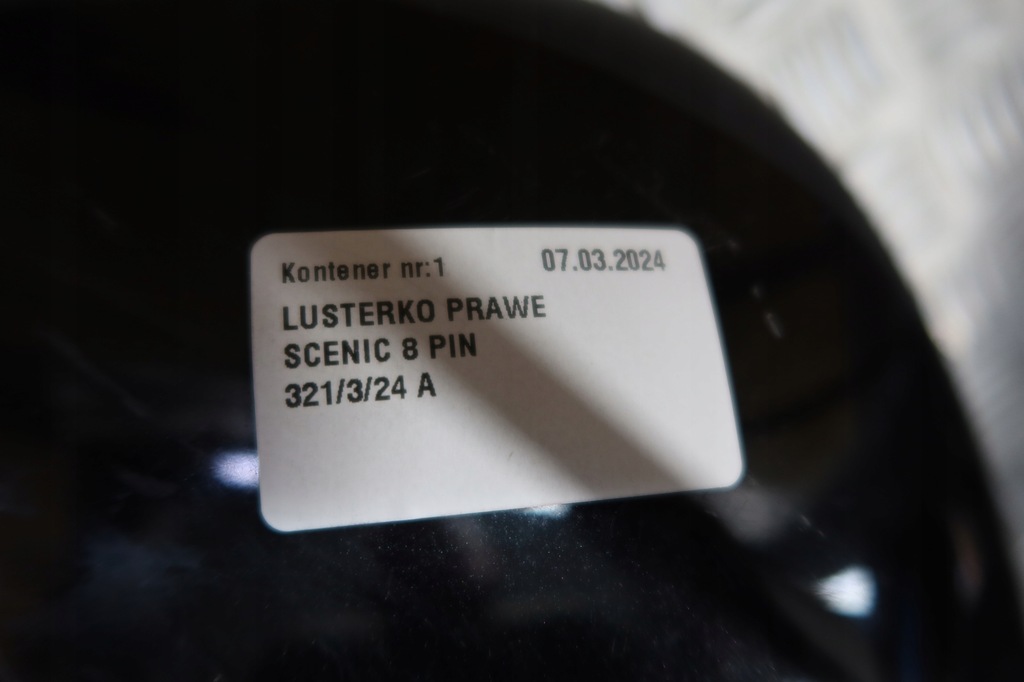 Kontener nr:1 07.03.2024
LUSTERKO PRAWE
SCENIC 8 PIN
321/3/24 A